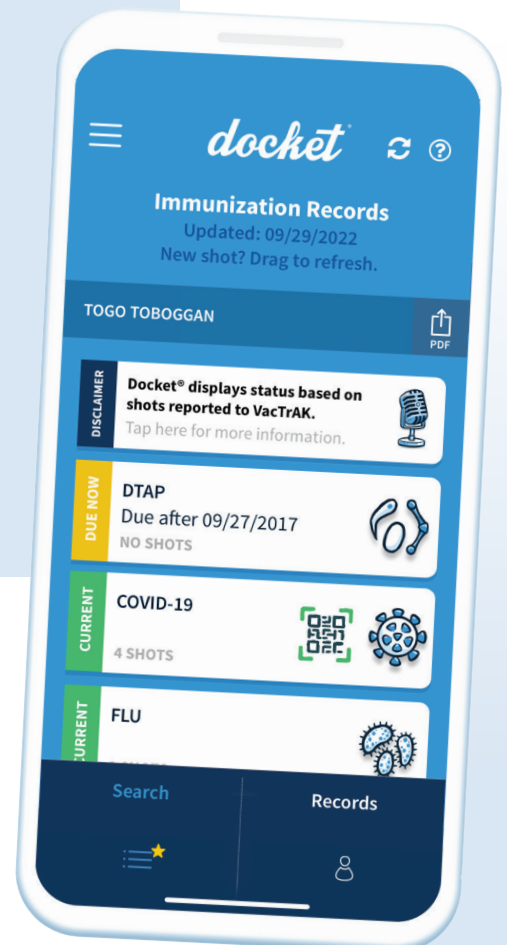 docket
Immunization Records
Updated: 09/29/2022
New shot? Drag to refresh.
TOGO TOBOGGAN
PDF
DISCLAIMER
Docket® displays status based on
shots reported to VacTrAK.
Tap here for more information.
DUE NOW
DTAP
Due after 09/27/2017
NO SHOTS
CURRENT
COVID-19
4 SHOTS
CURRENT
FLU
Search
Records